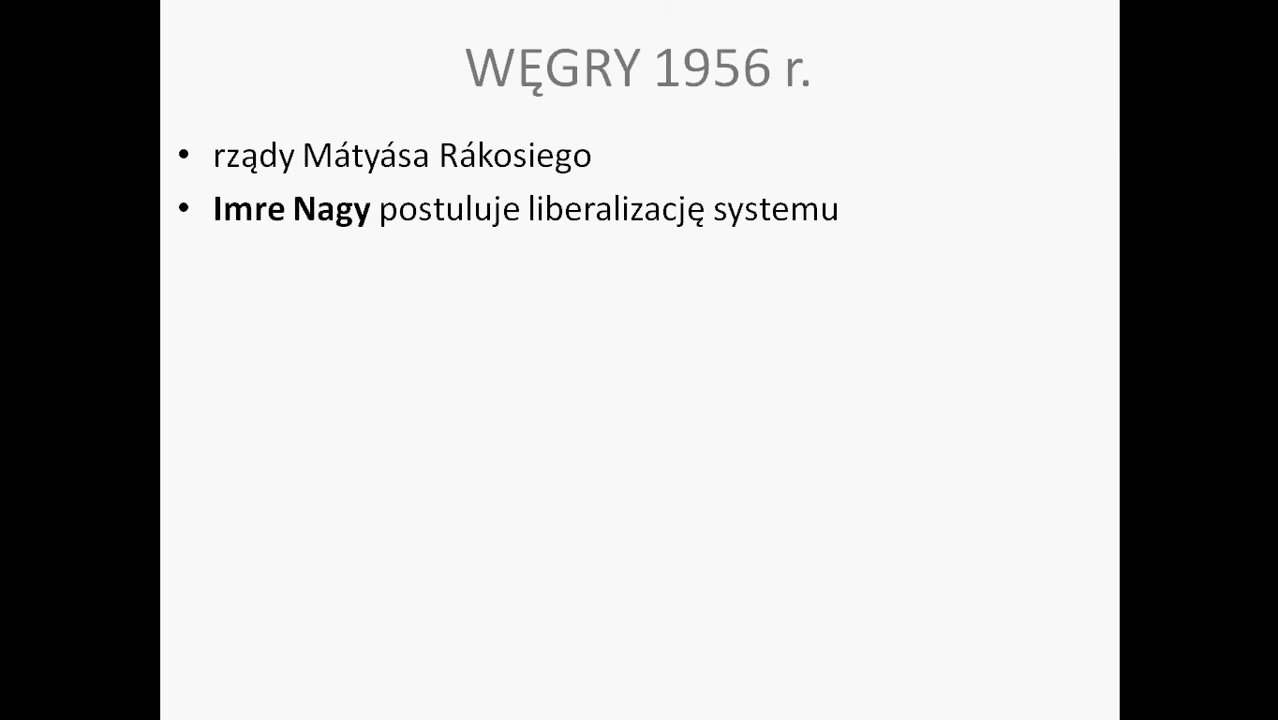 WĘGRY 1956 r.
• rządy Mátyása Rákosiego
• Imre Nagy postuluje liberalizację systemu